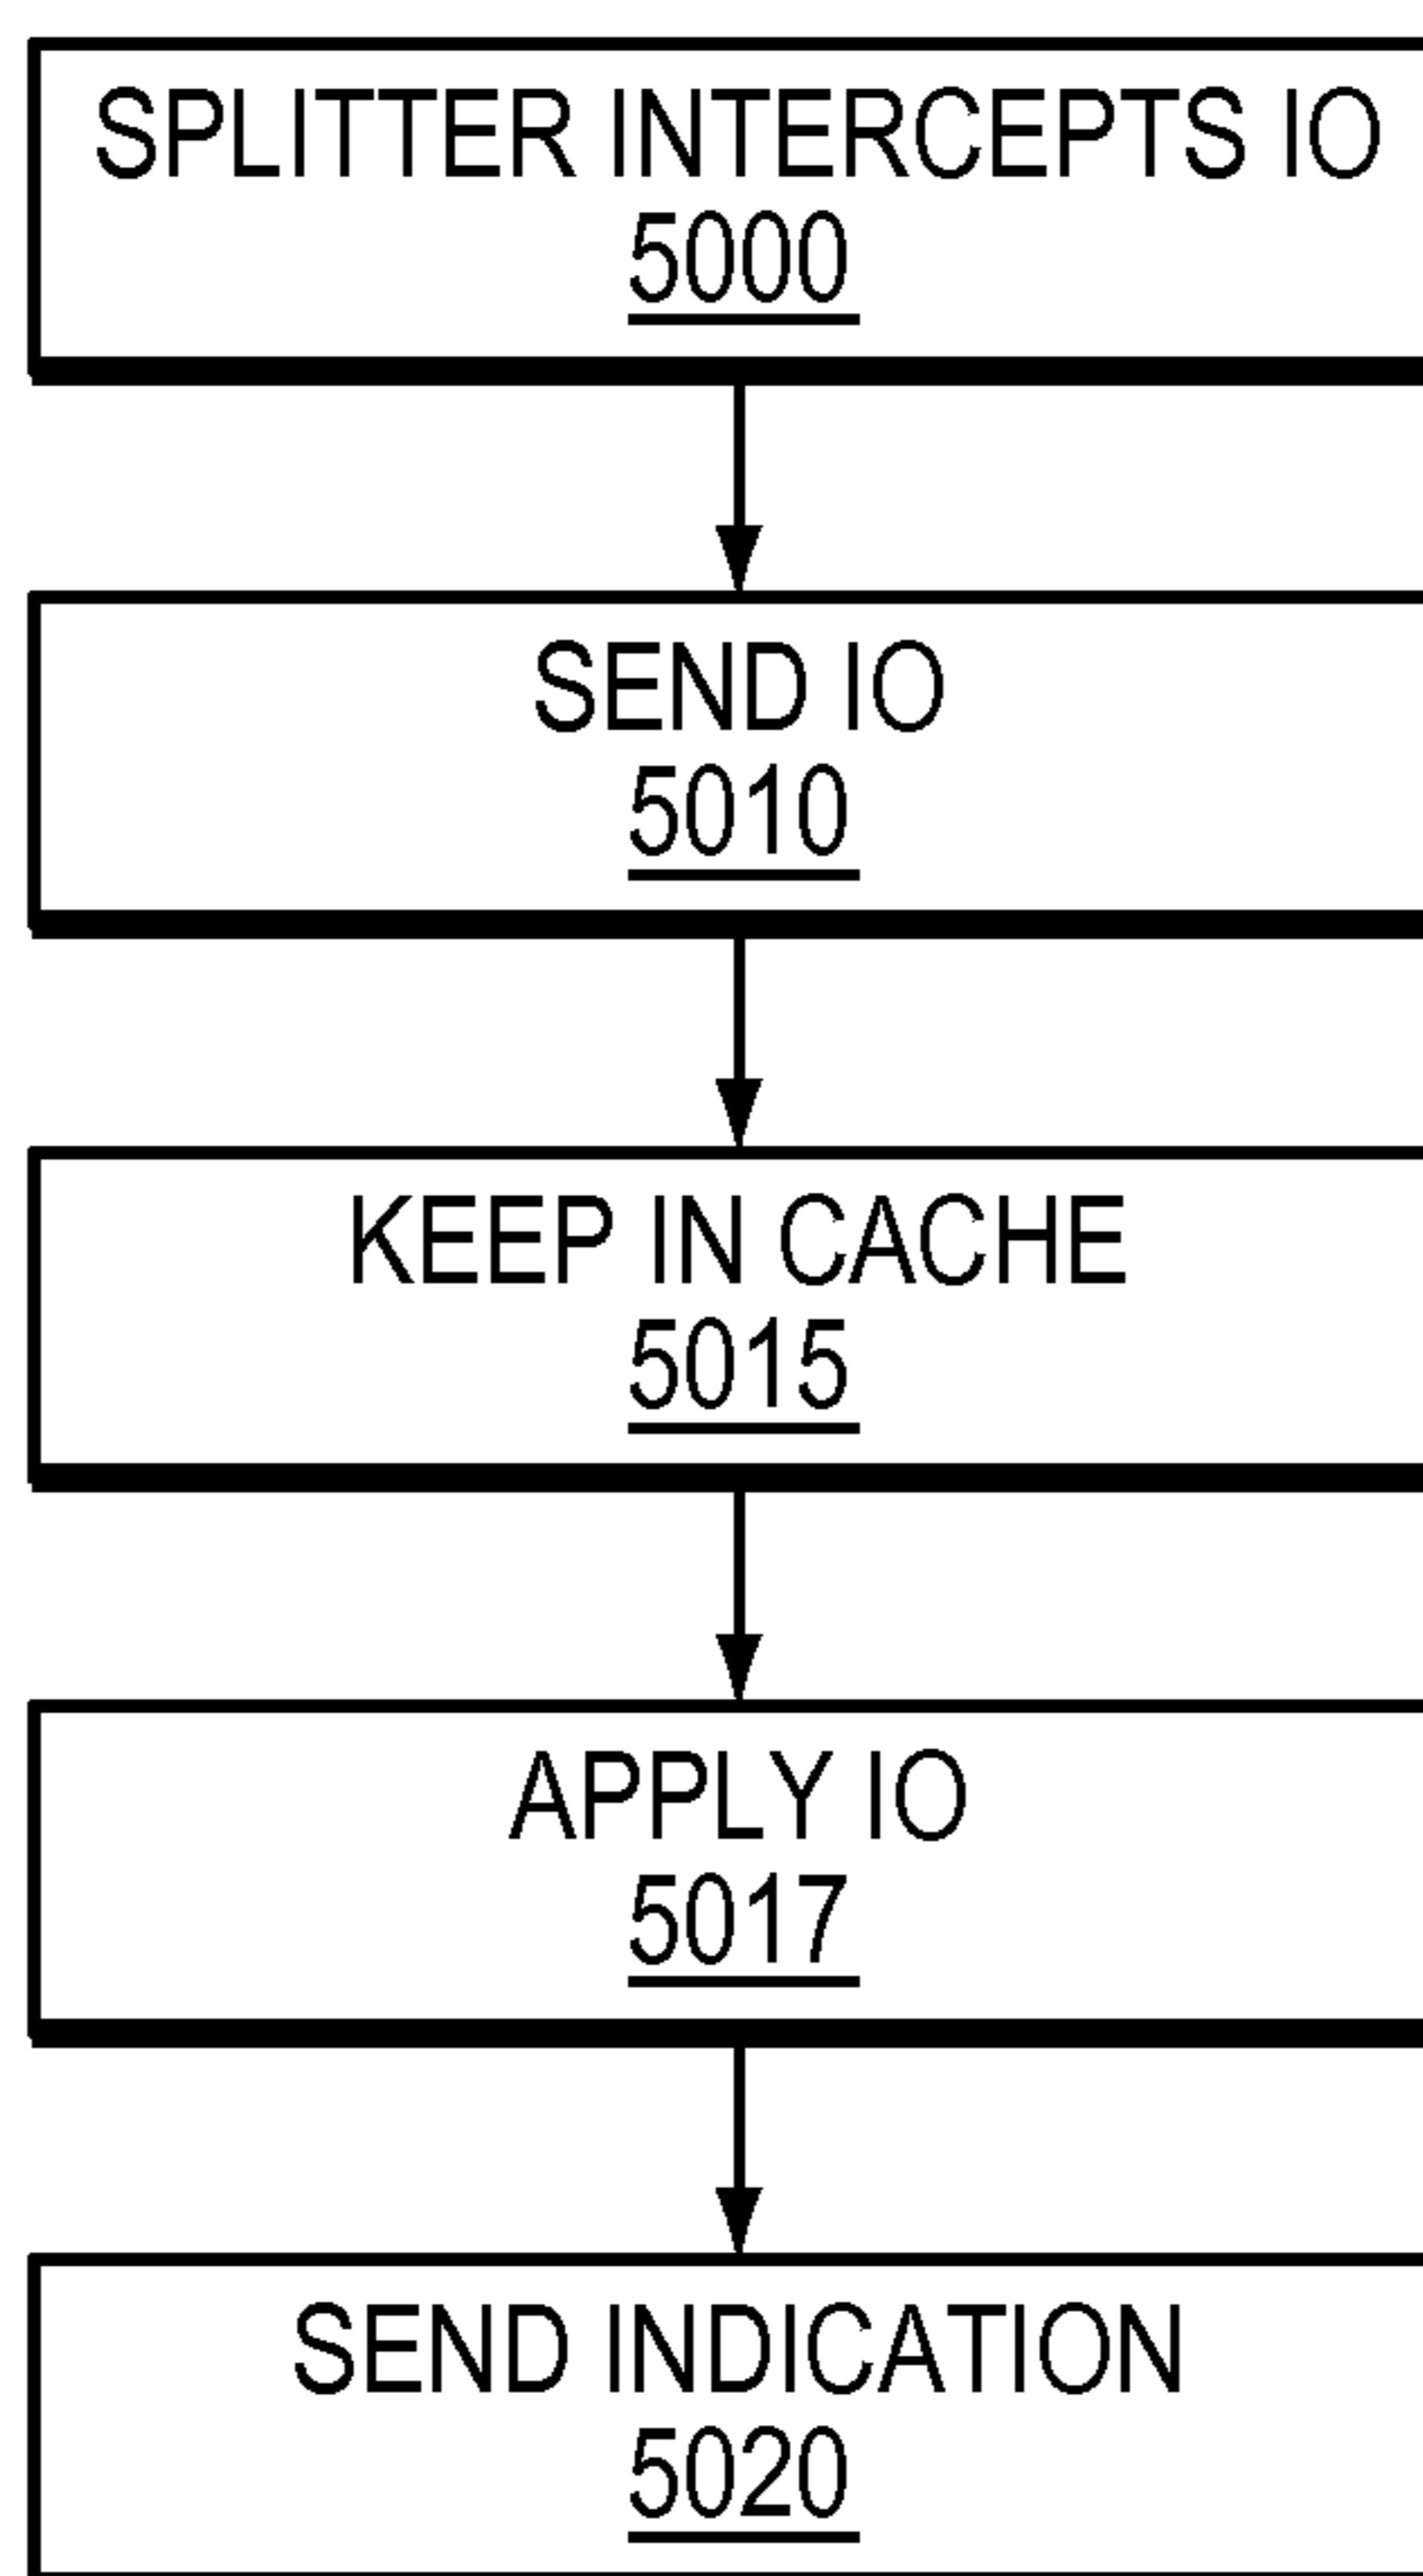 SPLITTER INTERCEPTS IO
5000
SEND IO
5010
KEEP IN CACHE
5015
APPLY IO
5017
SEND INDICATION
5020